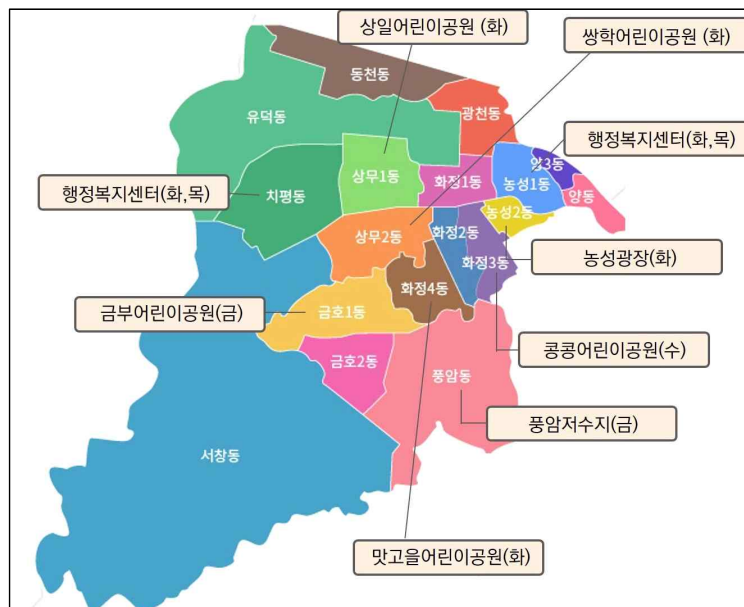 상일어린이공원 (화)
쌍학어린이공원 (화)
동천동
유덕동
광천동
행정복지센터(화,목)
양3동
상무1동
화정1동
농성1동
행정복지센터(화,목)
치평동
양동
농성2동
상무2동
화정2동
농성광장(화)
화정3동
화정4동
금부어린이공원(금)
금호1동
콩콩어린이공원(수)
금호2동
풍암동
풍암저수지(금)
서창동
맛고을어린이공원(화)